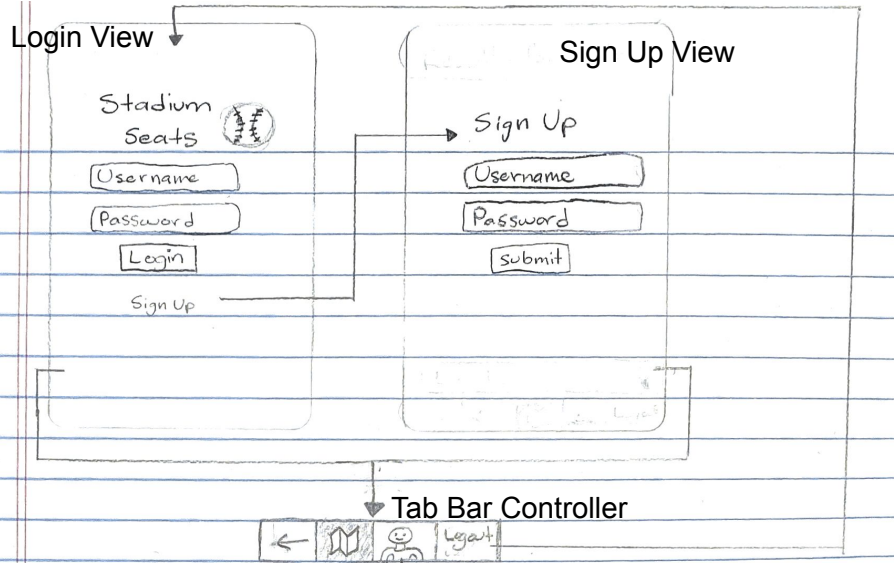 Login View
Stadium
Seats
Username
Password
Login
Sign Up
Sign Up View
Sign Up
Username
Password
submit
Tab Bar Controller
Logout